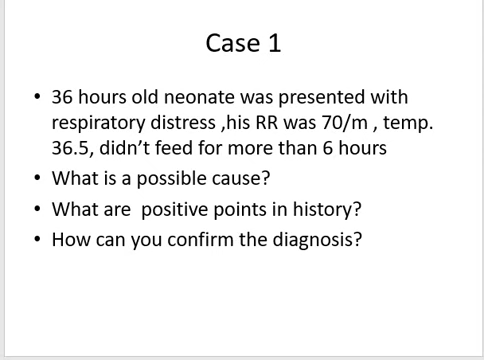 Case 1
• 36 hours old neonate was presented with
respiratory distress ,his RR was 70/m , temp.
36.5, didn’t feed for more than 6 hours
• What is a possible cause?
• What are  positive points in history?
• How can you confirm the diagnosis?